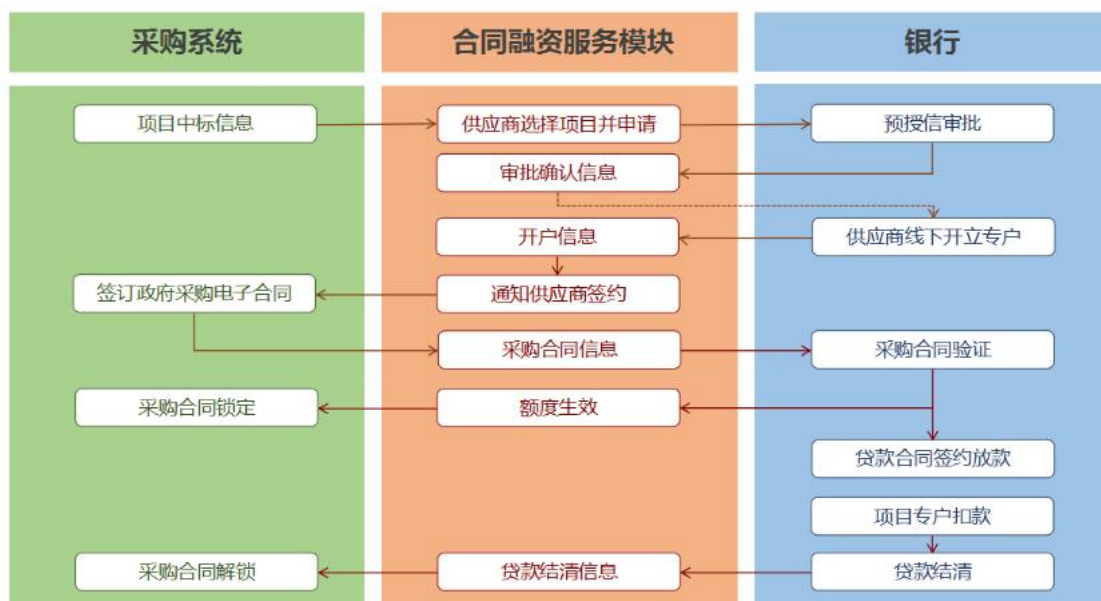 采购系统
合同融资服务模块
银行
项目中标信息
供应商选择项目并申请
预授信审批
审批确认信息
开户信息
供应商线下开立专户
签订政府采购电子合同
通知供应商签约
采购合同信息
采购合同验证
采购合同锁定
额度生效
贷款合同签约放款
项目专户扣款
采购合同解锁
贷款结清信息
贷款结清